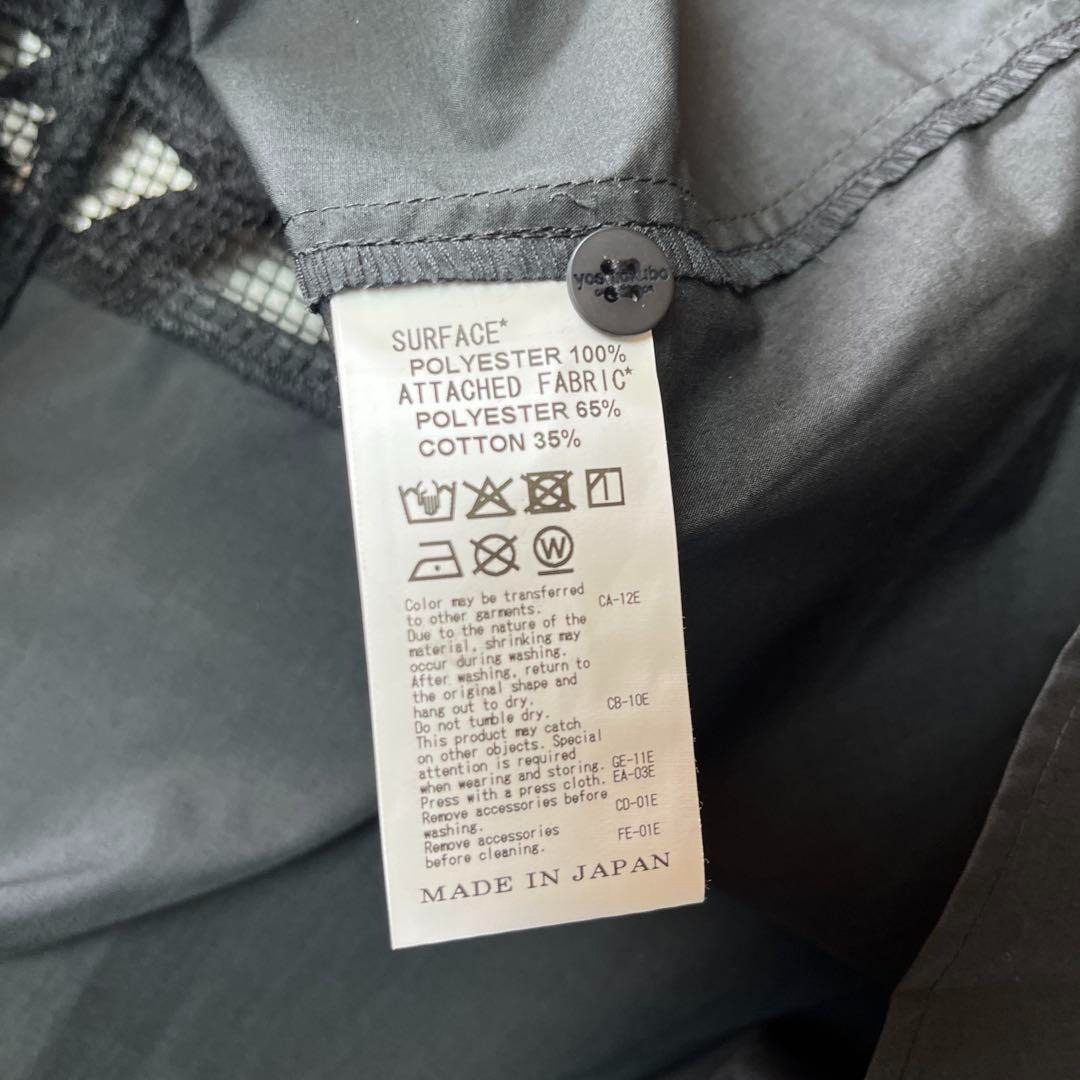 yoshiokubo
SURFACE*
POLYESTER 100%
ATTACHED FABRIC*
POLYESTER 65%
COTTON 35%
W
Color may be transferred
to other garments. CA-12E
Due to the nature of the
material, shrinking may
occur during washing.
After washing, return to
the original shape and
hang out to dry. CB-10E
Do not tumble dry.
This product may catch
on other objects. Special
attention is required
when wearing and storing. GE-11E
Press with a press cloth. EA-03E
Remove accessories before
washing. CD-01E
Remove accessories
before cleaning. FE-01E
MADE IN JAPAN